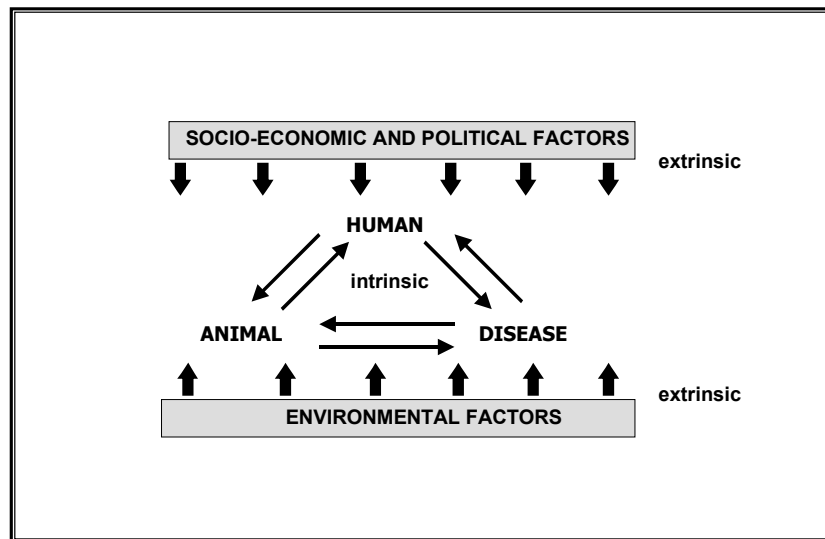 SOCIO-ECONOMIC AND POLITICAL FACTORS
extrinsic
HUMAN
intrinsic
ANIMAL
DISEASE
extrinsic
ENVIRONMENTAL FACTORS